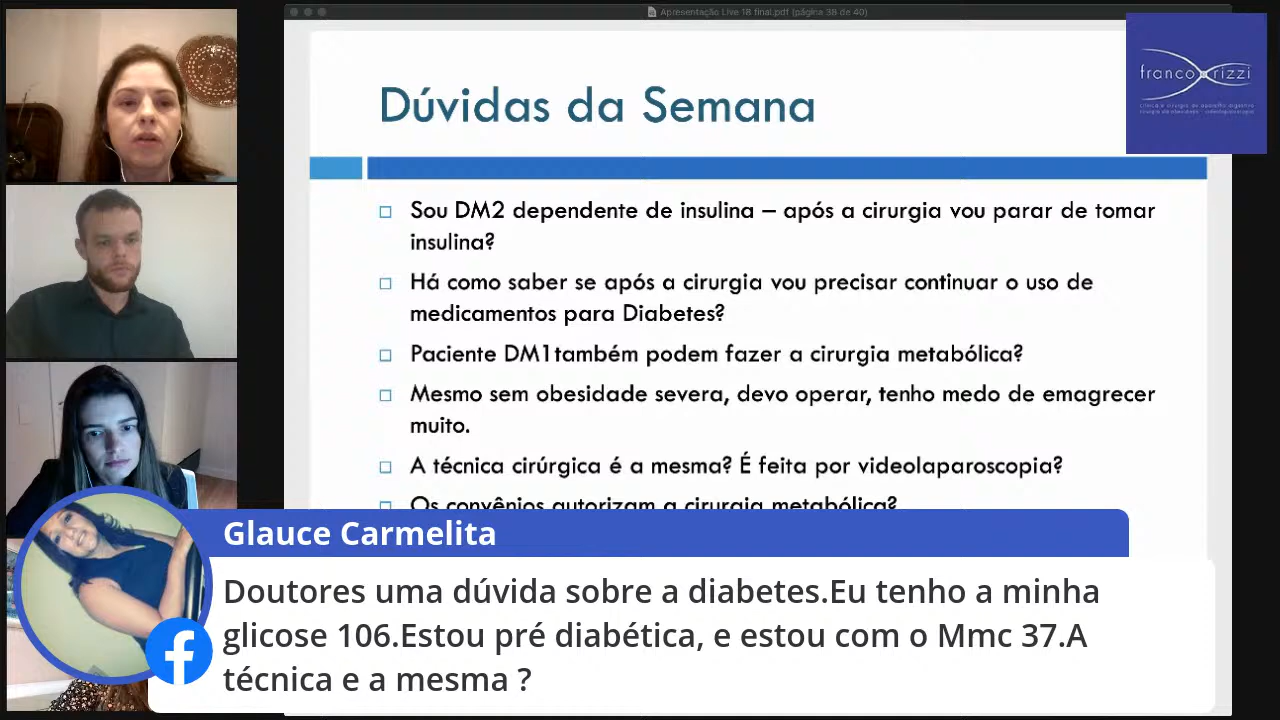 Apresentação Live 18 final.pdf (página 38 de 40)
franco rizzi
Dúvidas da Semana
Sou DM2 dependente de insulina – após a cirurgia vou parar de tomar
insulina?
Há como saber se após a cirurgia vou precisar continuar o uso de
medicamentos para Diabetes?
Paciente DM1também podem fazer a cirurgia metabólica?
Mesmo sem obesidade severa, devo operar, tenho medo de emagrecer
muito.
A técnica cirúrgica é a mesma? É feita por videolaparoscopia?
Os convênios autorizam a cirurgia metabólica?
Glauce Carmelita
Doutores uma dúvida sobre a diabetes.Eu tenho a minha
glicose 106.Estou pré diabética, e estou com o Mmc 37.A
técnica e a mesma ?